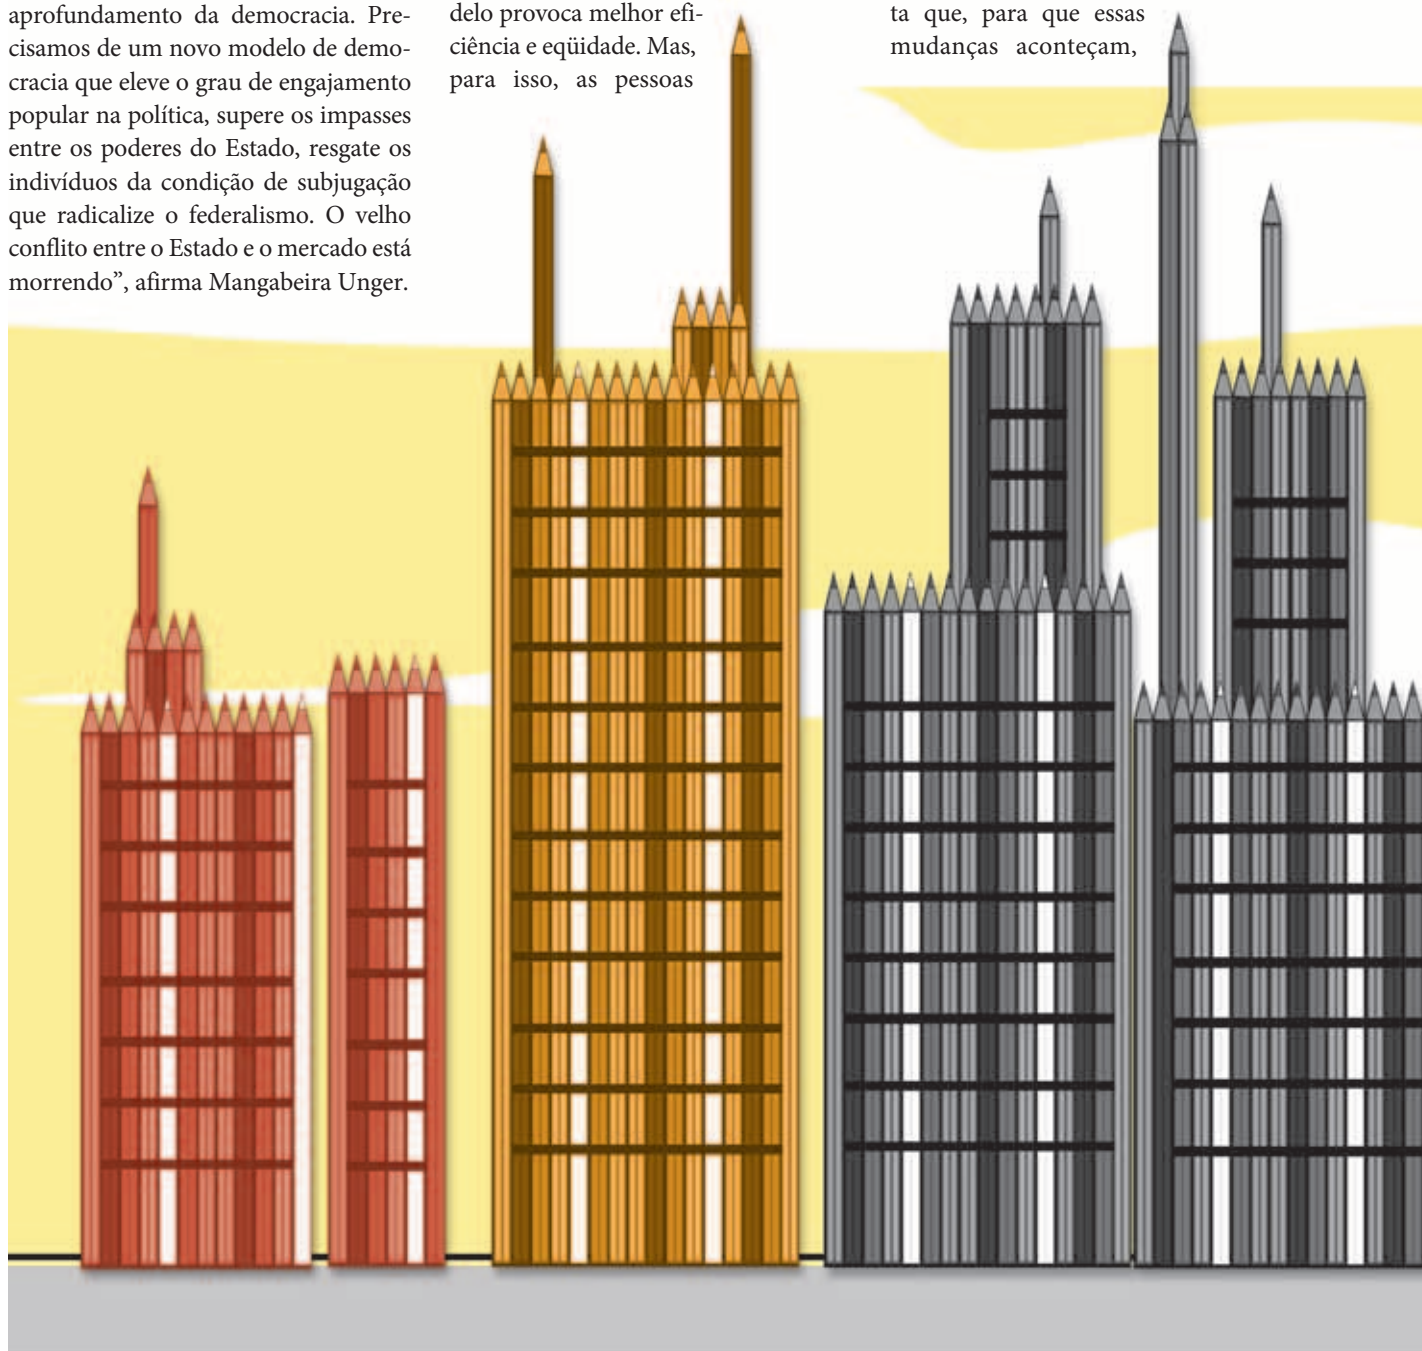 aprofundamento da democracia. Pre-
cisamos de um novo modelo de demo-
cracia que eleve o grau de engajamento
popular na política, supere os impasses
entre os poderes do Estado, resgate os
indivíduos da condição de subjugação
que radicalize o federalismo. O velho
conflito entre o Estado e o mercado está
morrendo”, afirma Mangabeira Unger.
delo provoca melhor efi-
ciência e eqüidade. Mas,
para isso, as pessoas
ta que, para que essas
mudanças aconteçam,